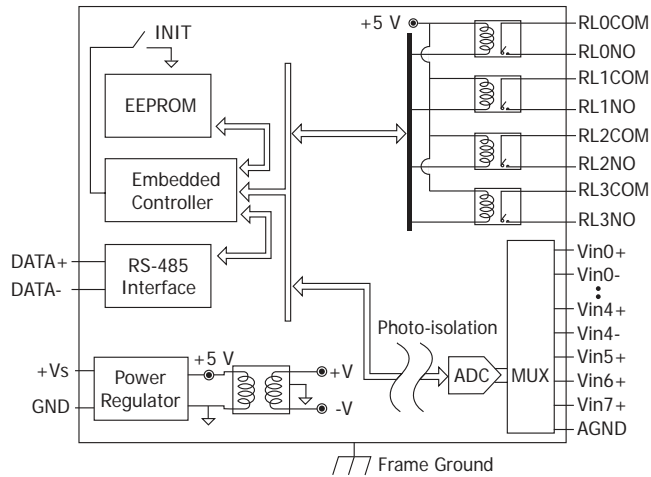 INIT
EEPROM
Embedded
Controller
DATA+
DATA-
RS-485
Interface
+Vs
GND
Power
Regulator
+5 V
+V
-V
+5 V
RL0COM
RL0NO
RL1COM
RL1NO
RL2COM
RL2NO
RL3COM
RL3NO
Photo-isolation
ADC
MUX
Vin0+
Vin0-
Vin4+
Vin4-
Vin5+
Vin6+
Vin7+
AGND
Frame Ground